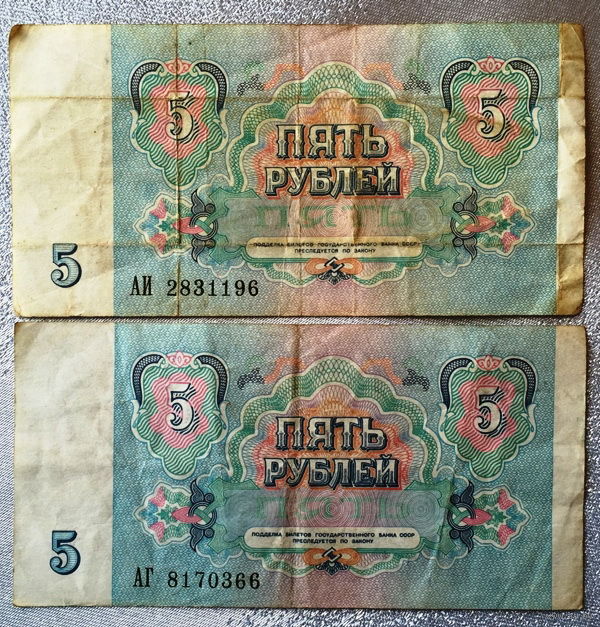 5 5
ПЯТЬ
РУБЛЕЙ
ПОДДЕЛКА БИЛЕТОВ ГОСУДАРСТВЕННОГО БАНКА СССР
ПРЕСЛЕДУЕТСЯ ПО ЗАКОНУ
5
АИ 2831196
5 5
ПЯТЬ
РУБЛЕЙ
ПОДДЕЛКА БИЛЕТОВ ГОСУДАРСТВЕННОГО БАНКА СССР
ПРЕСЛЕДУЕТСЯ ПО ЗАКОНУ
5
АГ 8170366